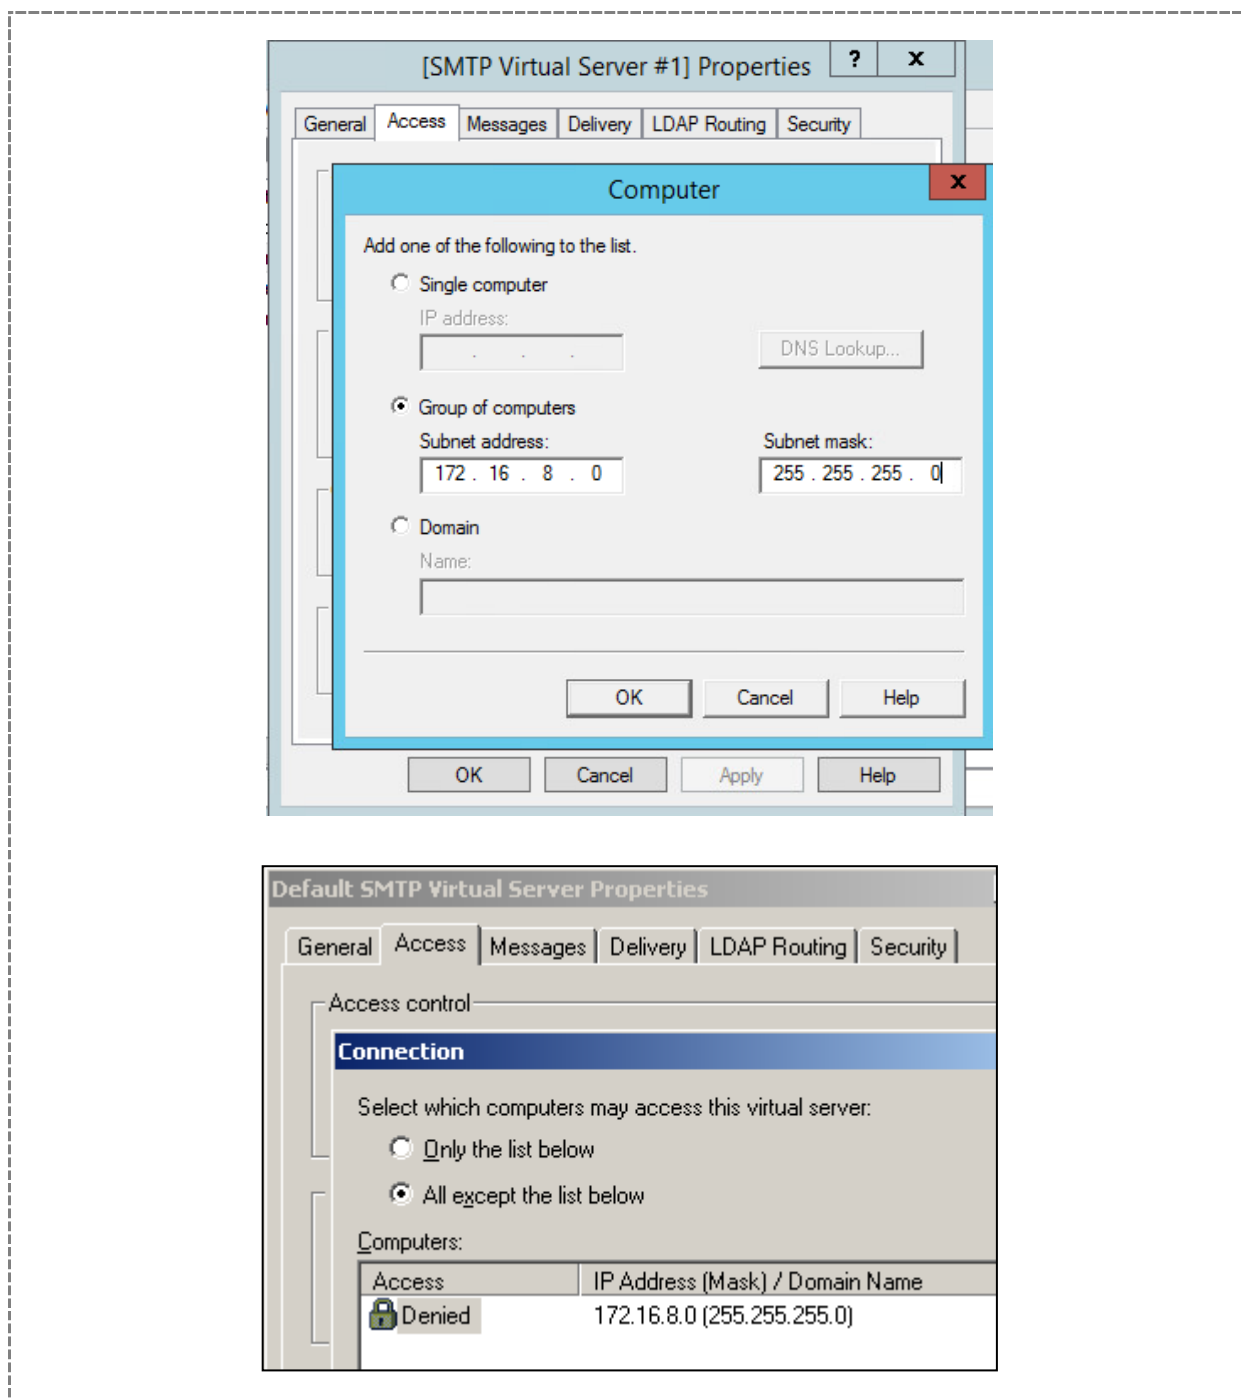 [SMTP Virtual Server #1] Properties ? x
General Access Messages Delivery LDAP Routing Security
Computer x
Add one of the following to the list.
Single computer
IP address:
. . . DNS Lookup...
Group of computers
Subnet address: Subnet mask:
172 . 16 . 8 . 0 255 . 255 . 255 . 0
Domain
Name:
OK Cancel Help
OK Cancel Apply Help
Default SMTP Virtual Server Properties
General Access Messages Delivery LDAP Routing Security
Access control
Connection
Select which computers may access this virtual server:
Only the list below
All except the list below
Computers:
Access IP Address (Mask) / Domain Name
Denied 172.16.8.0 (255.255.255.0)